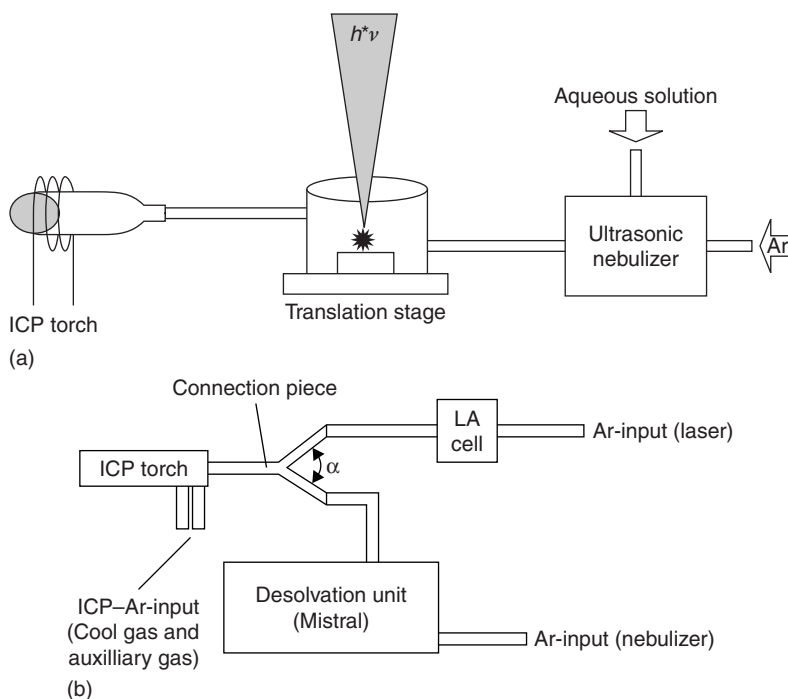 h*ν
Aqueous solution
Ultrasonic
nebulizer
Ar
Translation stage
ICP torch
(a)
Connection piece
LA
cell
Ar-input (laser)
ICP torch
α
ICP–Ar-input
(Cool gas and
auxilliary gas)
Desolvation unit
(Mistral)
Ar-input (nebulizer)
(b)